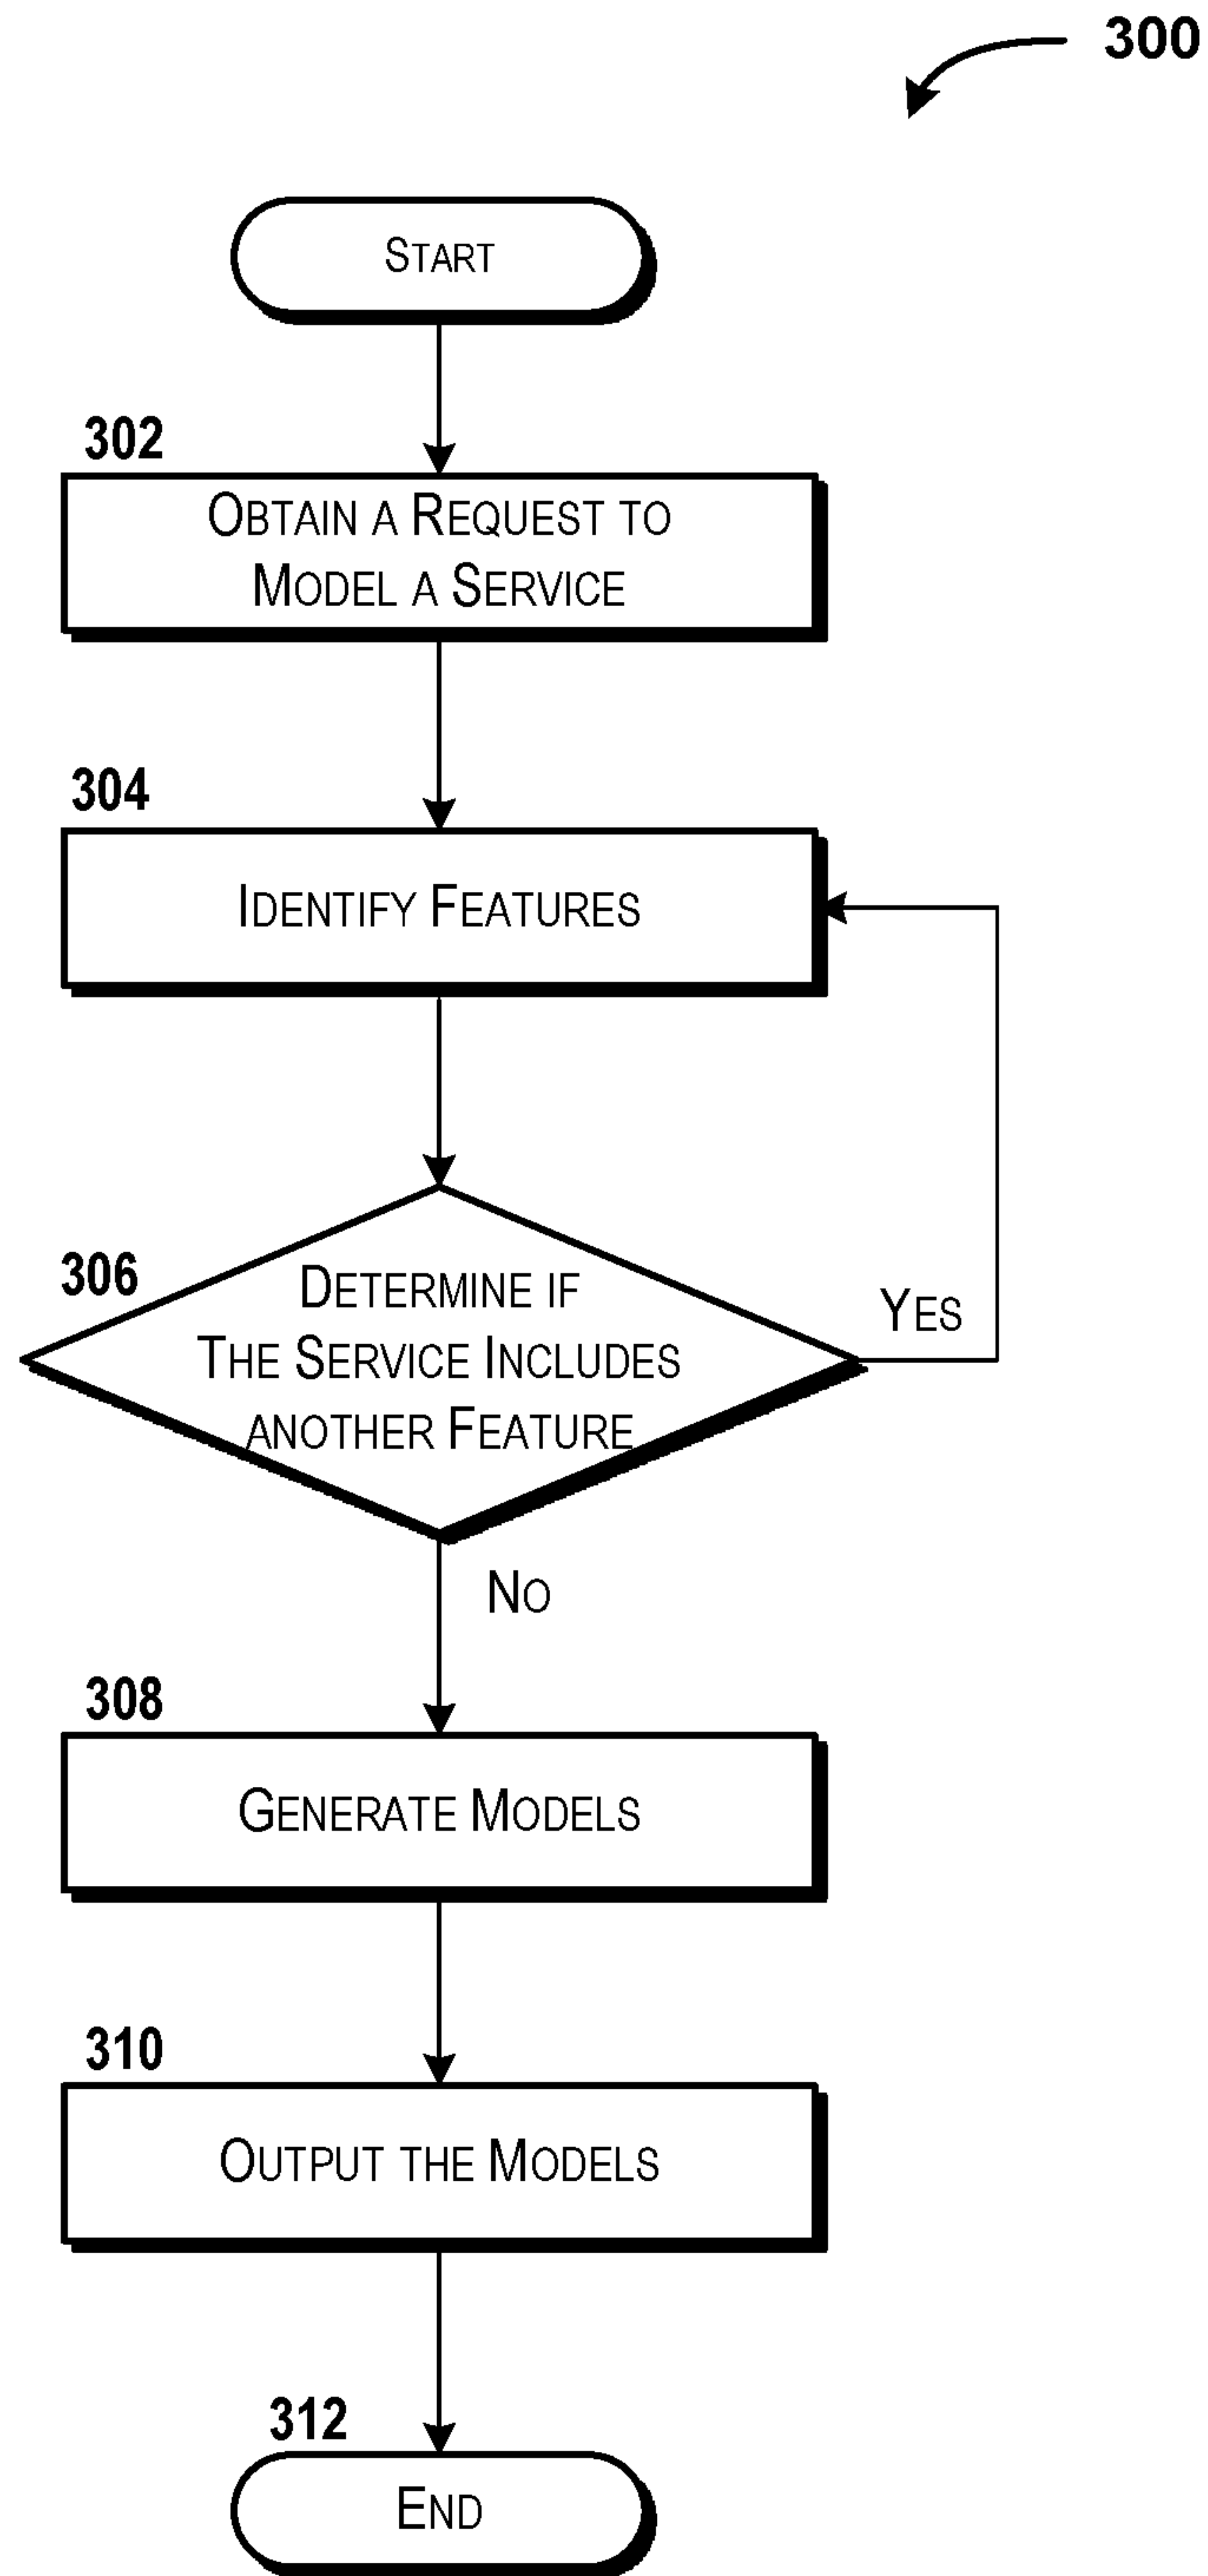 300
START
302
OBTAIN A REQUEST TO
MODEL A SERVICE
304
IDENTIFY FEATURES
306
DETERMINE IF
THE SERVICE INCLUDES
ANOTHER FEATURE
YES
NO
308
GENERATE MODELS
310
OUTPUT THE MODELS
312
END